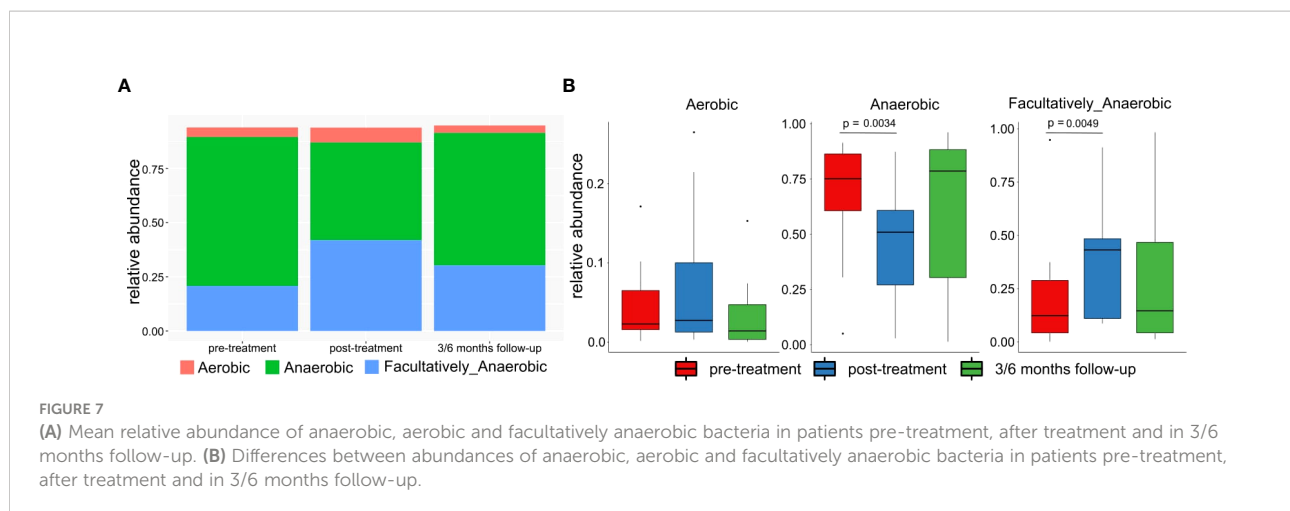 A
relative abundance
0.75
0.50
0.25
0.00
pre-treatment post-treatment 3/6 months follow-up
Aerobic Anaerobic Facultatively_Anaerobic
B
relative abundance
Aerobic
0.2
0.1
0.0
Anaerobic
p = 0.0034
1.00
0.75
0.50
0.25
0.00
Facultatively_Anaerobic
p = 0.0049
1.00
0.75
0.50
0.25
0.00
pre-treatment post-treatment 3/6 months follow-up
FIGURE 7
(A) Mean relative abundance of anaerobic, aerobic and facultatively anaerobic bacteria in patients pre-treatment, after treatment and in 3/6
months follow-up. (B) Differences between abundances of anaerobic, aerobic and facultatively anaerobic bacteria in patients pre-treatment,
after treatment and in 3/6 months follow-up.